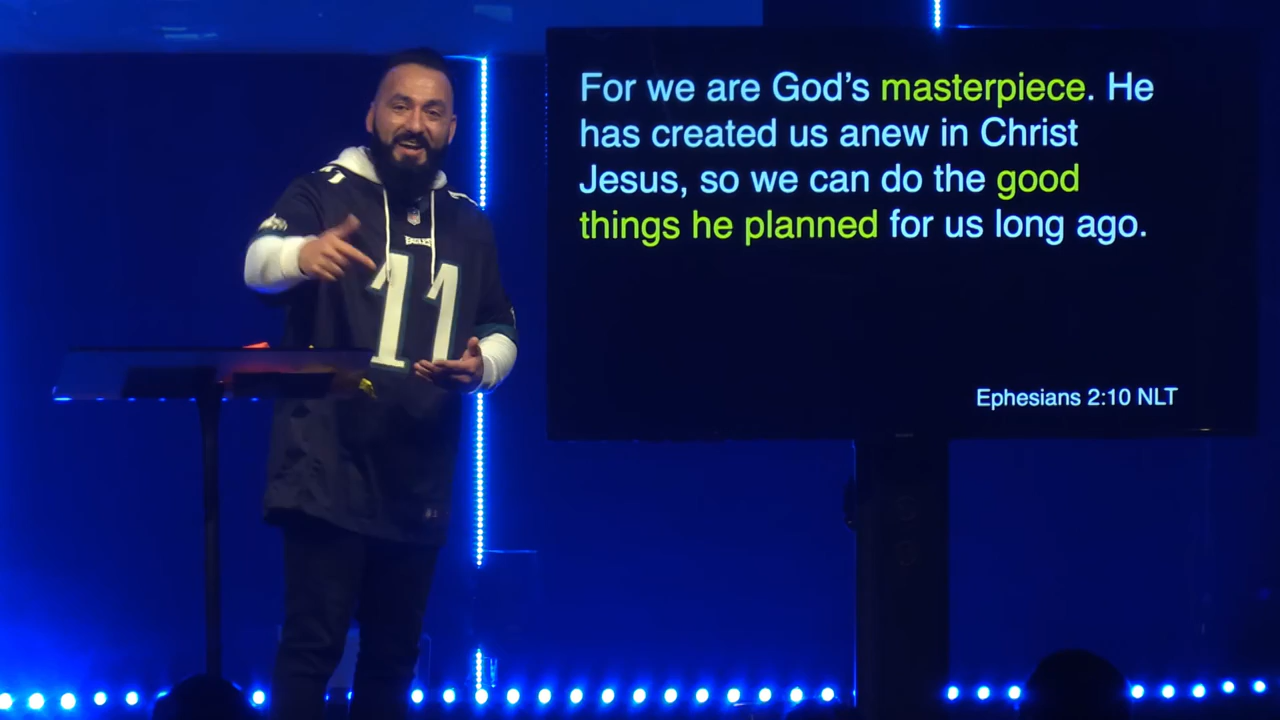 For we are God’s masterpiece. He
has created us anew in Christ
Jesus, so we can do the good
things he planned for us long ago.
Ephesians 2:10 NLT
EAGLES
11